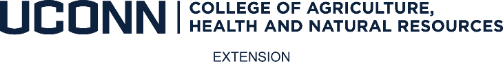 UCONN
COLLEGE OF AGRICULTURE,
HEALTH AND NATURAL RESOURCES
EXTENSION